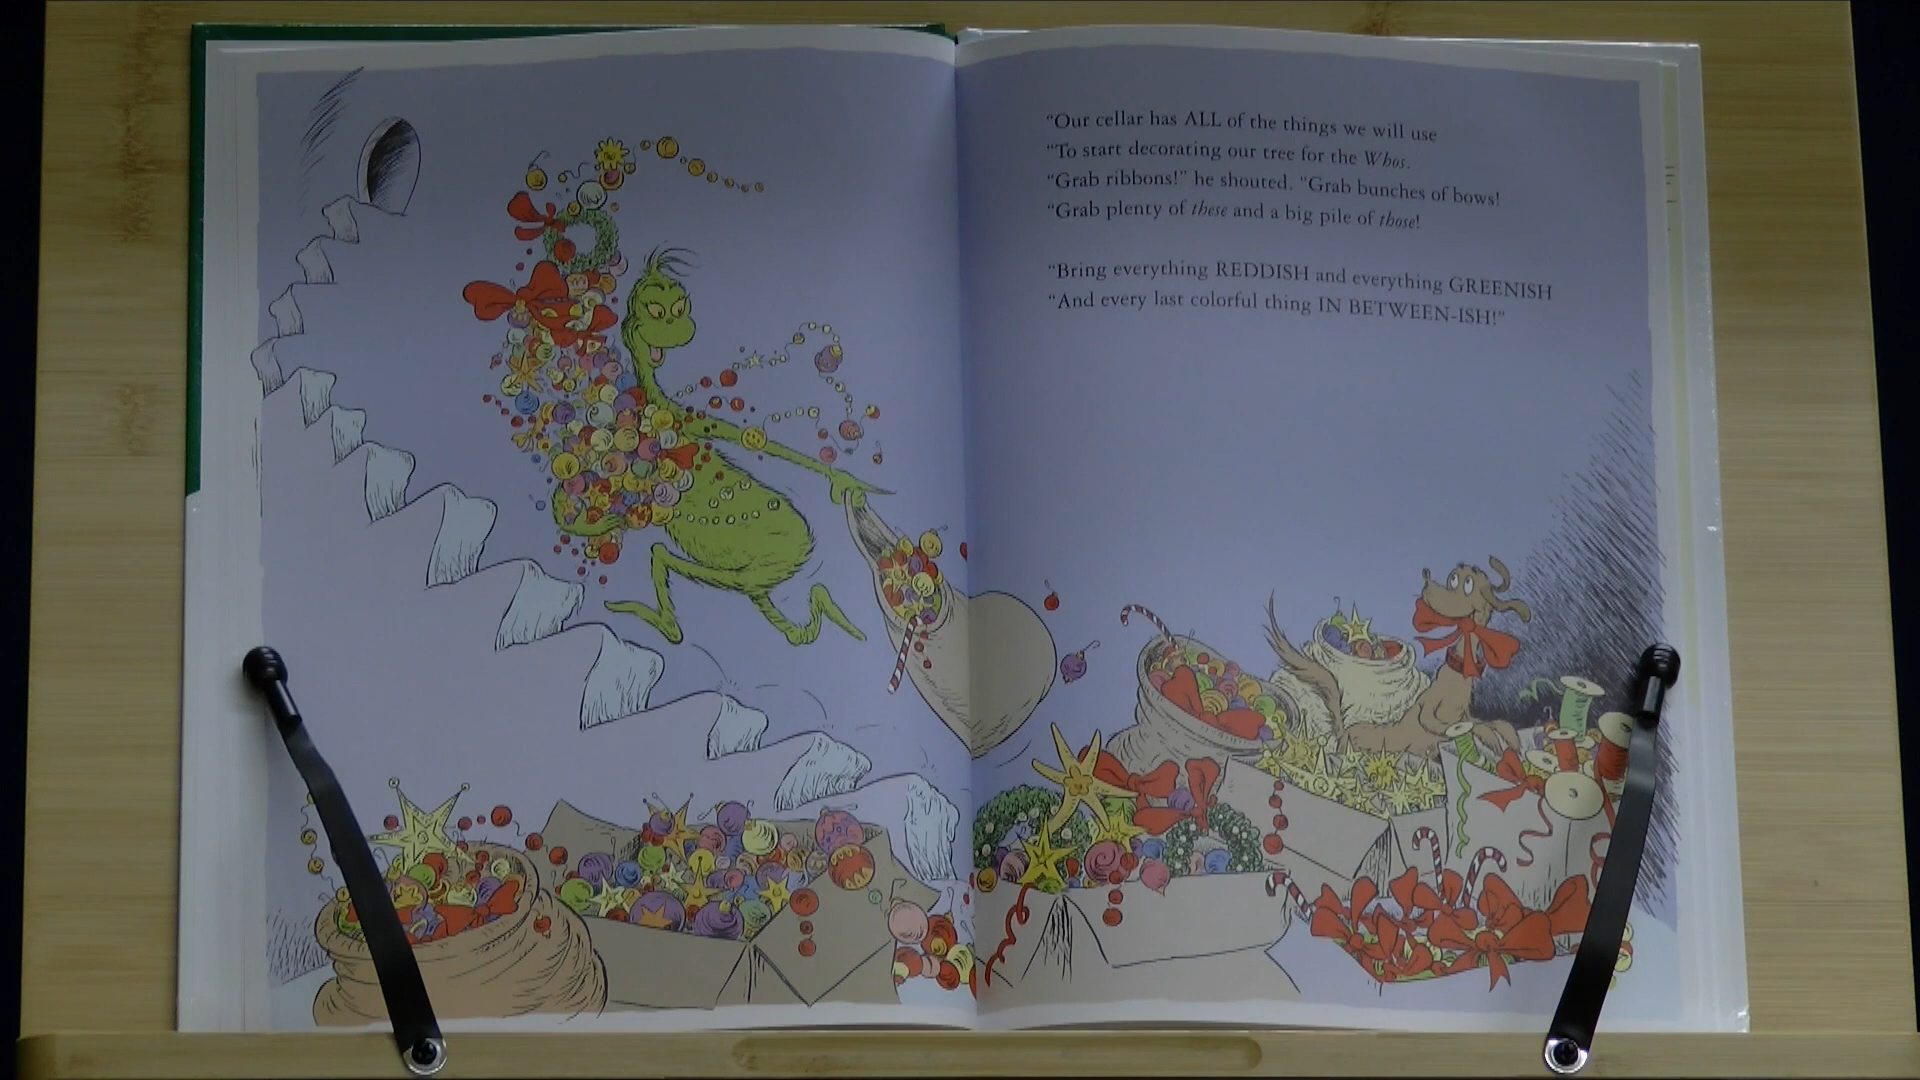 “Our cellar has ALL of the things we will use
“To start decorating our tree for the Whos.
“Grab ribbons!” he shouted. “Grab bunches of bows!
“Grab plenty of these and a big pile of those!
“Bring everything REDDISH and everything GREENISH
“And every last colorful thing IN BETWEEN-ISH!”